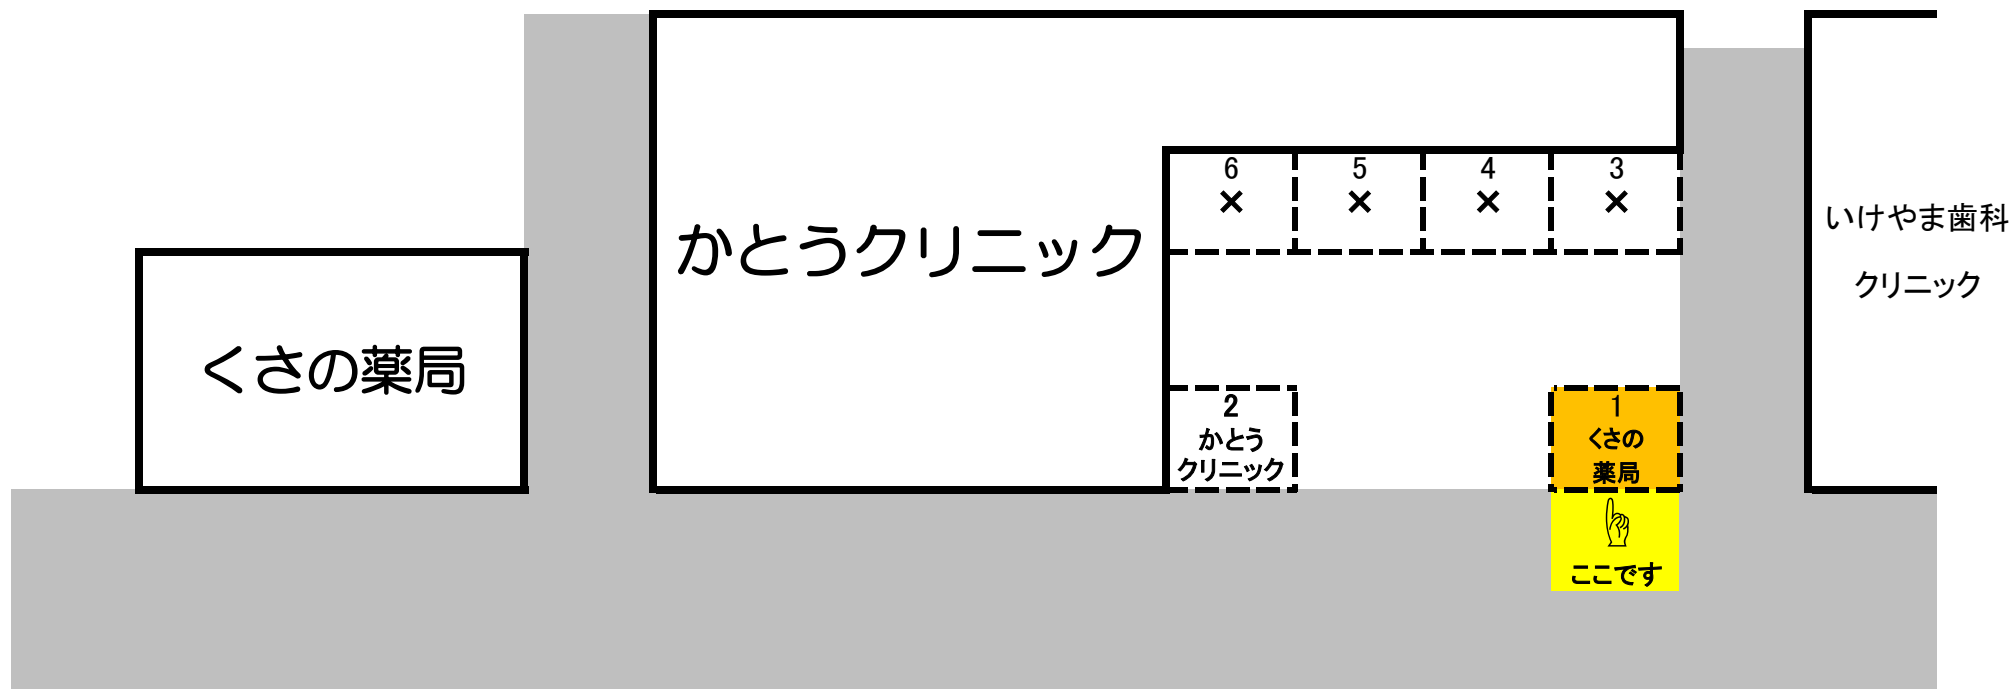 6 5 4 3
× × × ×
かとうクリニック
いけやま歯科
クリニック
くさの薬局
2
かとう
クリニック
1
くさの
薬局
☝
ここです